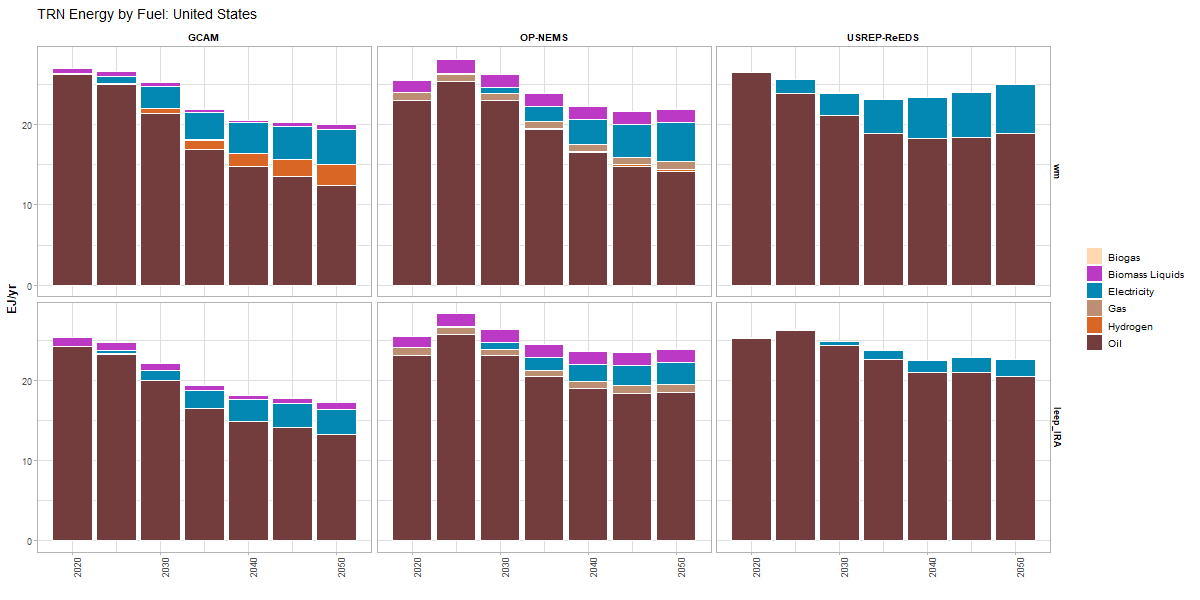 TRN Energy by Fuel: United States
GCAM
OP-NEMS
USREP-ReEDS
EJ/yr
20
10
0
wm
20
10
0
leep_IRA
2020
2030
2040
2050
2020
2030
2040
2050
2020
2030
2040
2050
Biogas
Biomass Liquids
Electricity
Gas
Hydrogen
Oil